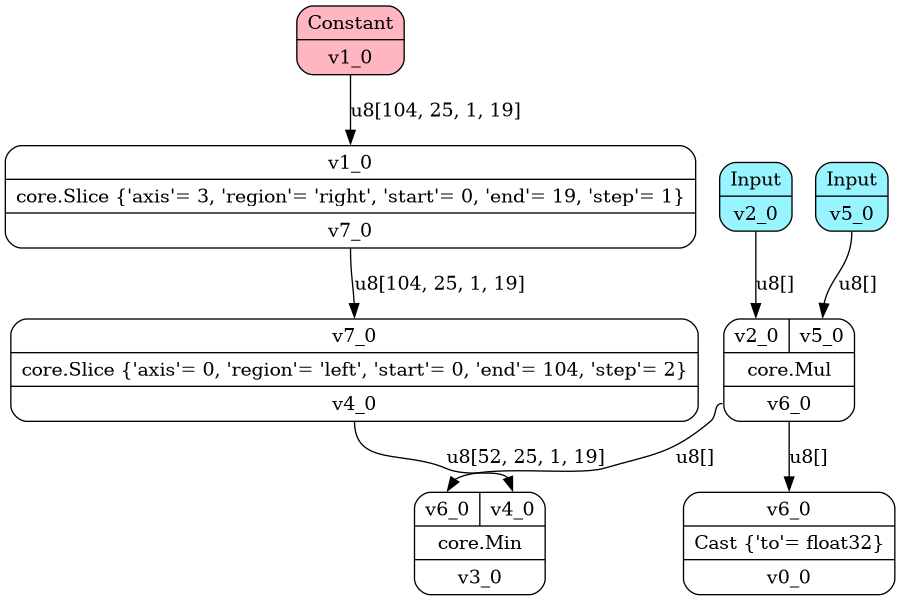 Constant
v1_0
u8[104, 25, 1, 19]
v1_0
core.Slice {'axis'= 3, 'region'= 'right', 'start'= 0, 'end'= 19, 'step'= 1}
v7_0
Input
v2_0
Input
v5_0
u8[104, 25, 1, 19]
u8[]
u8[]
v7_0
core.Slice {'axis'= 0, 'region'= 'left', 'start'= 0, 'end'= 104, 'step'= 2}
v4_0
v2_0 v5_0
core.Mul
v6_0
u8[52, 25, 1, 19]
u8[]
u8[]
v6_0 v4_0
core.Min
v3_0
v6_0
Cast {'to'= float32}
v0_0